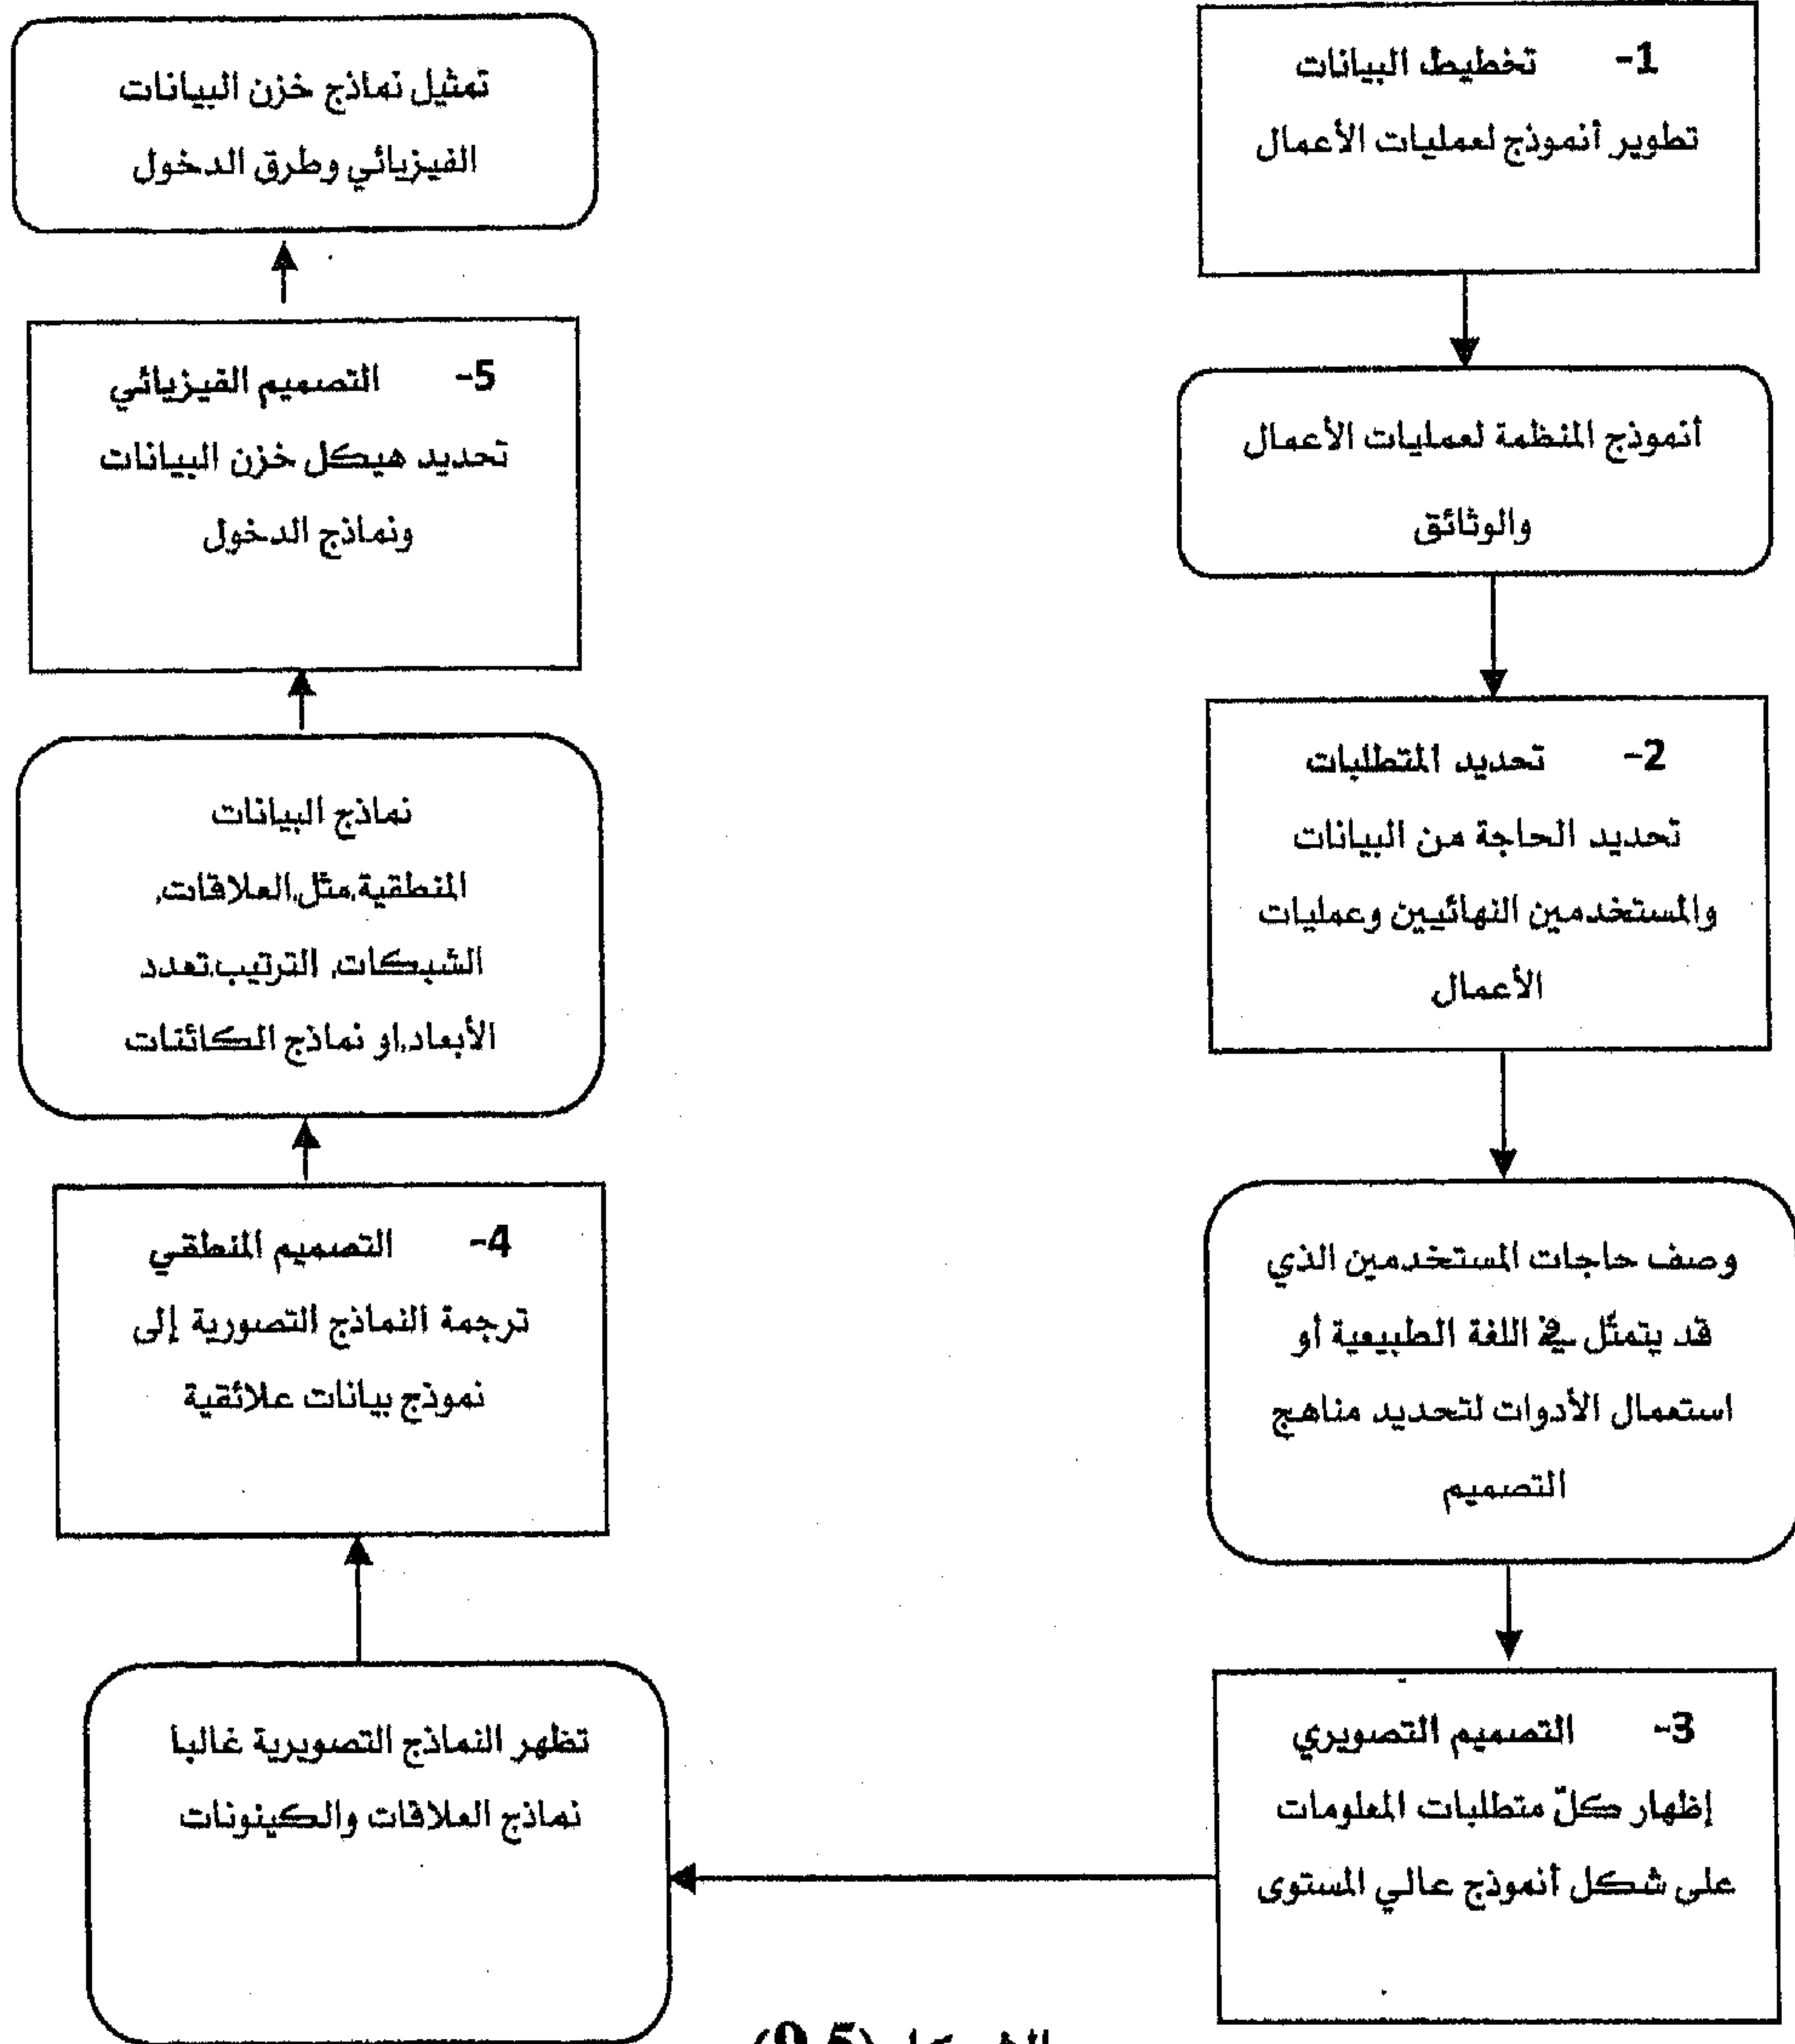 1- تخطيط البيانات
تطوير أنموذج لعمليات الأعمال
أنموذج المنظمة لعمليات الأعمال
والوثائق
2- تحديد المتطلبات
تحديد الحاجة من البيانات
والمستخدمين النهائيين وعمليات
الأعمال
وصف حاجات المستخدمين الذي
قد يتمثّل في اللغة الطبيعية أو
استعمال الأدوات لتحديد مناهج
التصميم
3- التصميم التصويري
إظهار كلّ متطلبات المعلومات
على شكل أنموذج عالي المستوى
تظهر النماذج التصويرية غالبا
نماذج العلاقات والكينونات
4- التصميم المنطقي
ترجمة النماذج التصورية إلى
نموذج بيانات علائقية
نماذج البيانات
المنطقية,مثل,العلاقات,
الشبكات, الترتيب,تعدد
الأبعاد,او نماذج الكائنات
5- التصميم الفيزيائي
تحديد هيكل خزن البيانات
ونماذج الدخول
تمثيل نماذج خزن البيانات
الفيزيائي وطرق الدخول
(9.5)